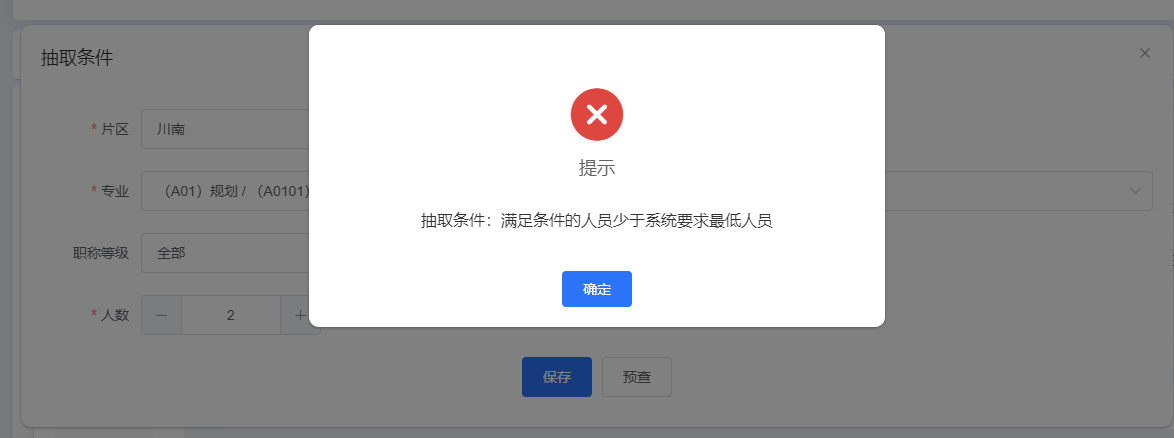 抽取条件
* 片区 川南
* 专业 （A01）规划 / （A0101）
职称等级 全部
* 人数 2
提示
抽取条件：满足条件的人员少于系统要求最低人员
确定
保存 预查